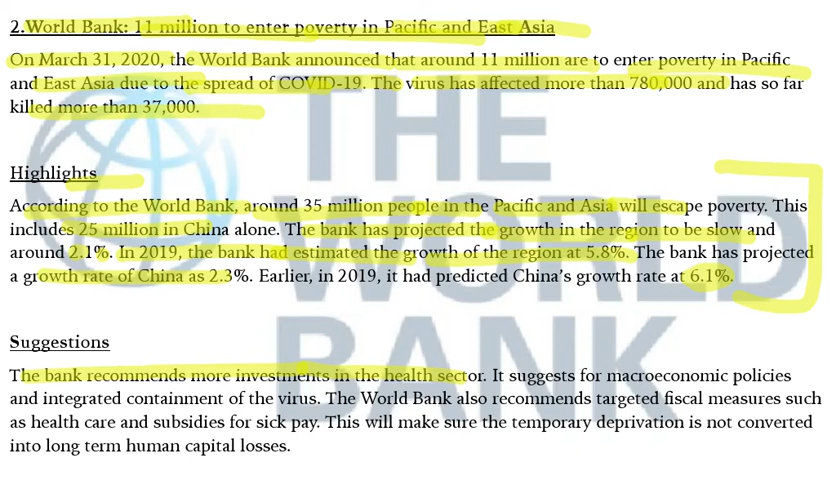 2.World Bank: 11 million to enter poverty in Pacific and East Asia
On March 31, 2020, the World Bank announced that around 11 million are to enter poverty in Pacific
and East Asia due to the spread of COVID-19. The virus has affected more than 780,000 and has so far
killed more than 37,000.
Highlights
According to the World Bank, around 35 million people in the Pacific and Asia will escape poverty. This
includes 25 million in China alone. The bank has projected the growth in the region to be slow and
around 2.1%. In 2019, the bank had estimated the growth of the region at 5.8%. The bank has projected
a growth rate of China as 2.3%. Earlier, in 2019, it had predicted China's growth rate at 6.1%.
Suggestions
The bank recommends more investments in the health sector. It suggests for macroeconomic policies
and integrated containment of the virus. The World Bank also recommends targeted fiscal measures such
as health care and subsidies for sick pay. This will make sure the temporary deprivation is not converted
into long term human capital losses.
THE
WORLD
BANK